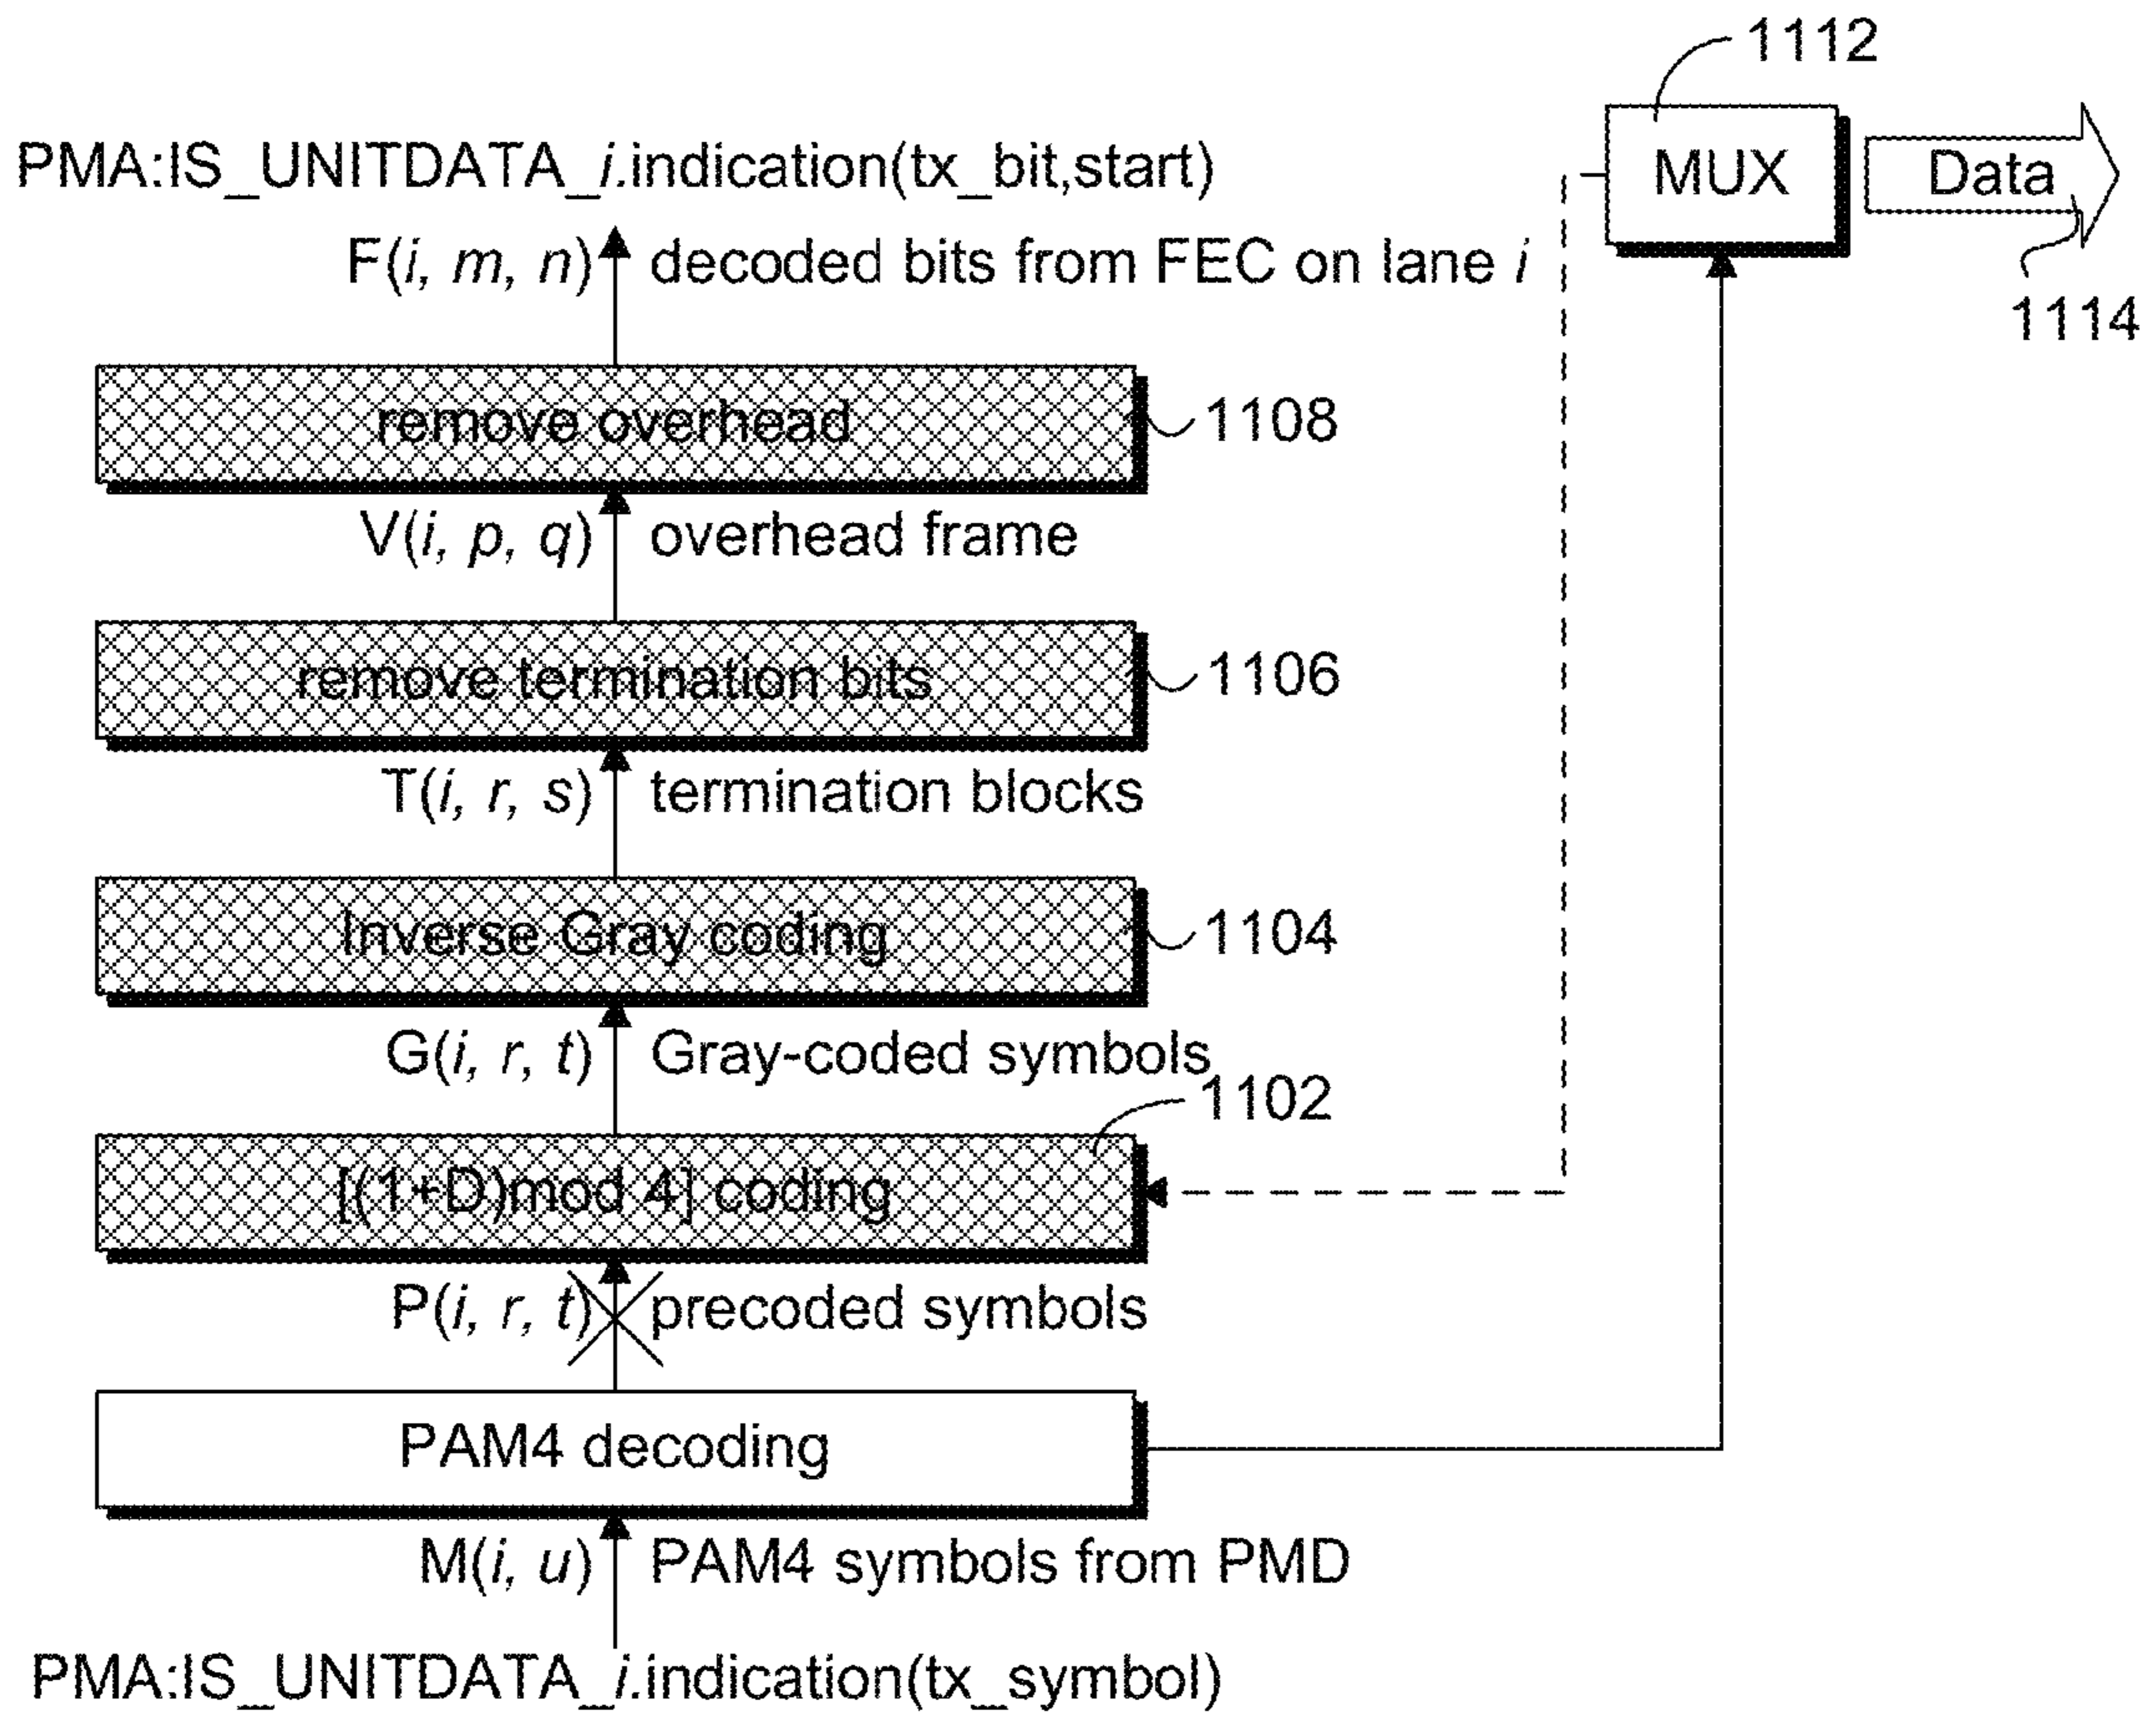 1112
MUX
Data
1114
PMA:IS_UNITDATA_i.indication(tx_bit,start)
F(i, m, n) decoded bits from FEC on lane i
remove overhead
1108
V(i, p, q) overhead frame
remove termination bits
1106
T(i, r, s) termination blocks
Inverse Gray coding
1104
G(i, r, t) Gray-coded symbols
1102
[(1+D)mod 4] coding
P(i, r, t) precoded symbols
PAM4 decoding
M(i, u) PAM4 symbols from PMD
PMA:IS_UNITDATA_i.indication(tx_symbol)